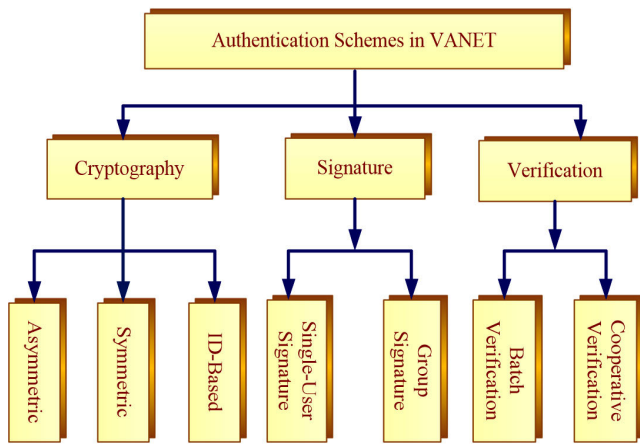 Authentication Schemes in VANET
Cryptography
Signature
Verification
Asymmetric
Symmetric
ID-Based
Single-User
Signature
Group
Signature
Batch
Verification
Cooperative
Verification